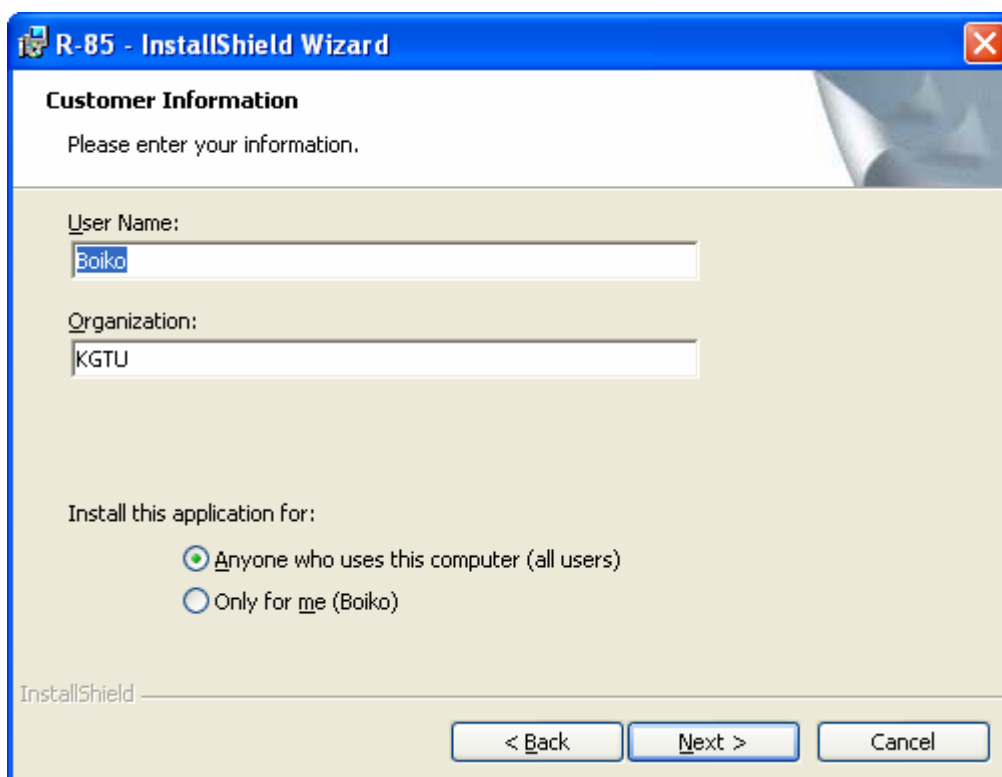 R-85 - InstallShield Wizard
Customer Information
Please enter your information.
User Name:
Boiko
Organization:
KGTU
Install this application for:
Anyone who uses this computer (all users)
Only for me (Boiko)
InstallShield
< Back
Next >
Cancel